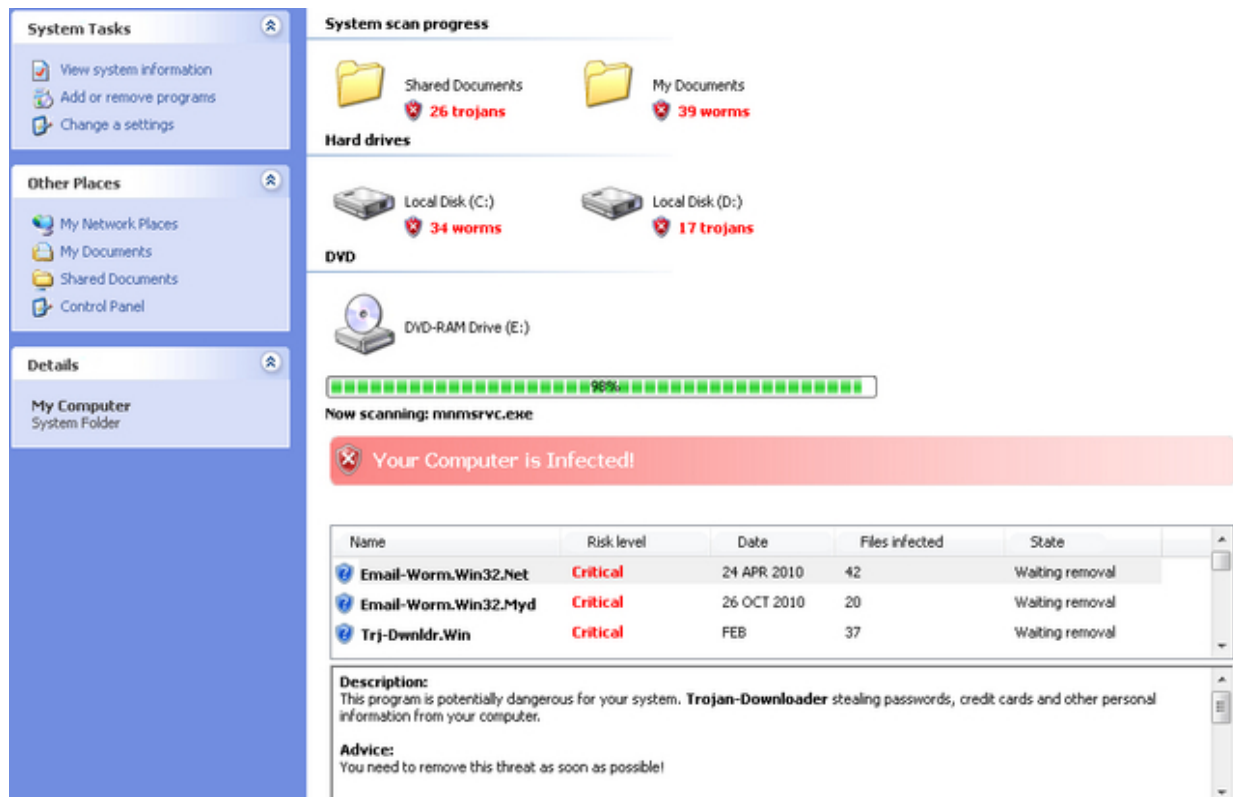 System Tasks
View system information
Add or remove programs
Change a settings
Other Places
My Network Places
My Documents
Shared Documents
Control Panel
Details
My Computer
System Folder
System scan progress
Shared Documents
26 trojans
My Documents
39 worms
Hard drives
Local Disk (C:)
34 worms
Local Disk (D:)
17 trojans
DVD
DVD-RAM Drive (E:)
98%
Now scanning: mnmsrvc.exe
Your Computer is Infected!
Name Risk level Date Files infected State
Email-Worm.Win32.Net Critical 24 APR 2010 42 Waiting removal
Email-Worm.Win32.Myd Critical 26 OCT 2010 20 Waiting removal
Trj-Dwnldr.Win Critical FEB 37 Waiting removal
Description:
This program is potentially dangerous for your system. Trojan-Downloader stealing passwords, credit cards and other personal
information from your computer.
Advice:
You need to remove this threat as soon as possible!